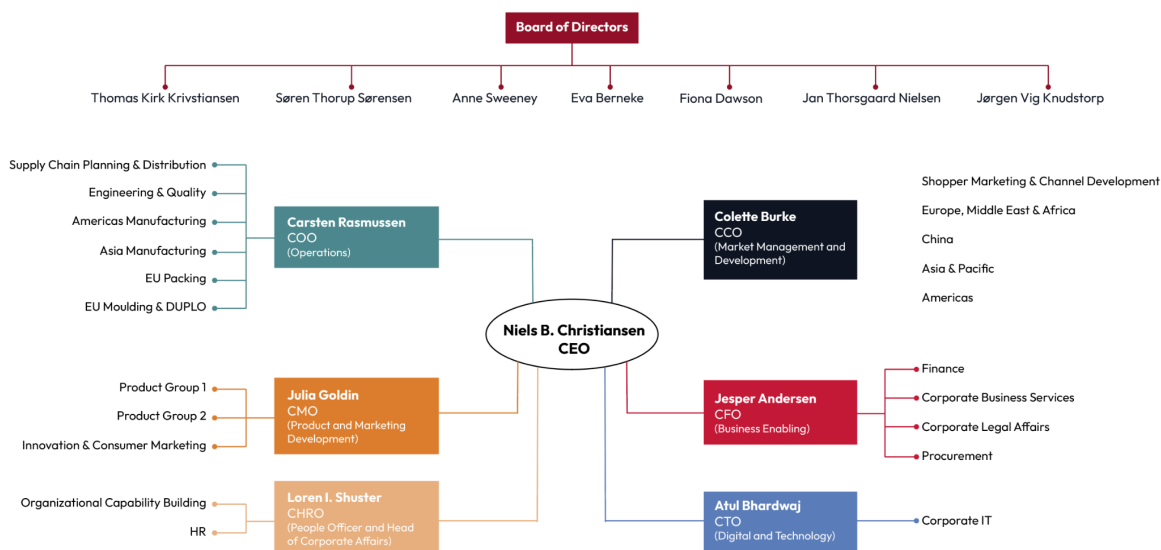 Board of Directors
Thomas Kirk Krivstiansen
Søren Thorup Sørensen
Anne Sweeney
Eva Berneke
Fiona Dawson
Jan Thorsgaard Nielsen
Jørgen Vig Knudstorp
Supply Chain Planning & Distribution
Engineering & Quality
Americas Manufacturing
Asia Manufacturing
EU Packing
EU Moulding & DUPLO
Carsten Rasmussen
COO
(Operations)
Colette Burke
CCO
(Market Management and
Development)
Shopper Marketing & Channel Development
Europe, Middle East & Africa
China
Asia & Pacific
Americas
Niels B. Christiansen
CEO
Product Group 1
Product Group 2
Innovation & Consumer Marketing
Julia Goldin
CMO
(Product and Marketing
Development)
Jesper Andersen
CFO
(Business Enabling)
Finance
Corporate Business Services
Corporate Legal Affairs
Procurement
Organizational Capability Building
HR
Loren I. Shuster
CHRO
(People Officer and Head
of Corporate Affairs)
Atul Bhardwaj
CTO
(Digital and Technology)
Corporate IT